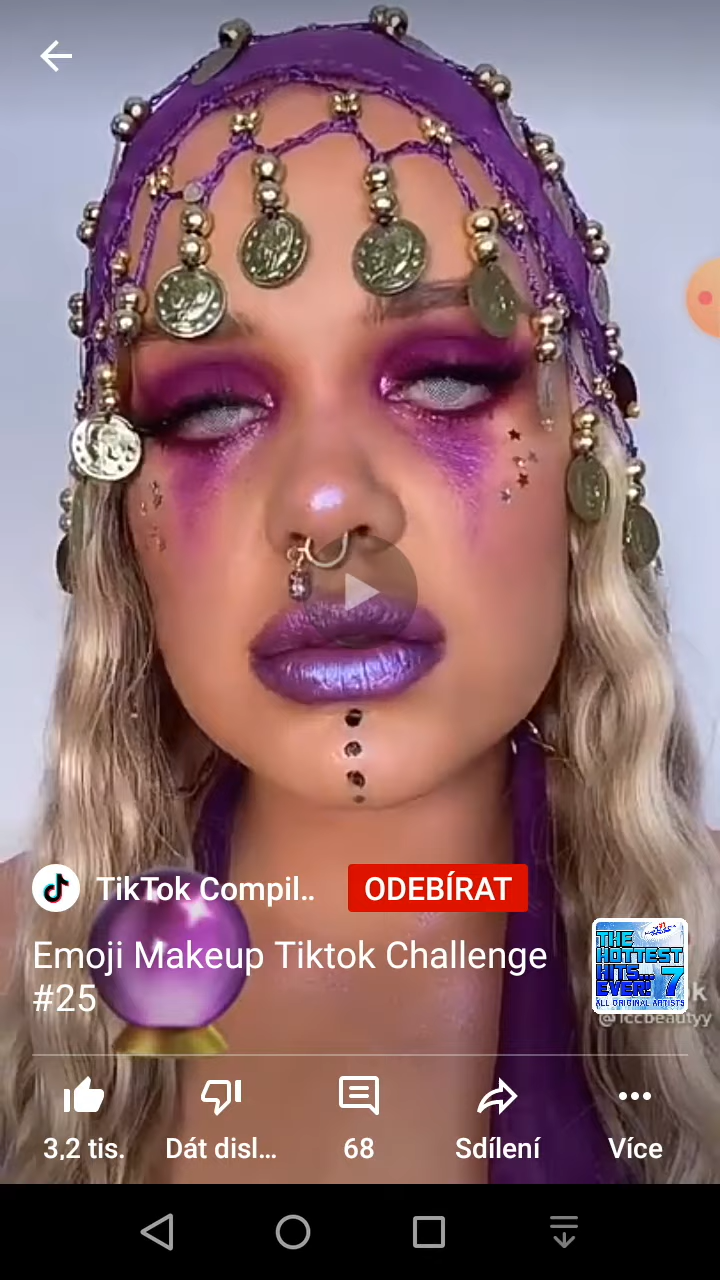 TikTok Compil..
ODEBÍRAT
Emoji Makeup Tiktok Challenge
#25
THE
HOTTEST
HITS...
EVER! 7
ALL ORIGINAL ARTISTS
@iccbeautyy
3,2 tis.
Dát disl...
68
Sdílení
Více